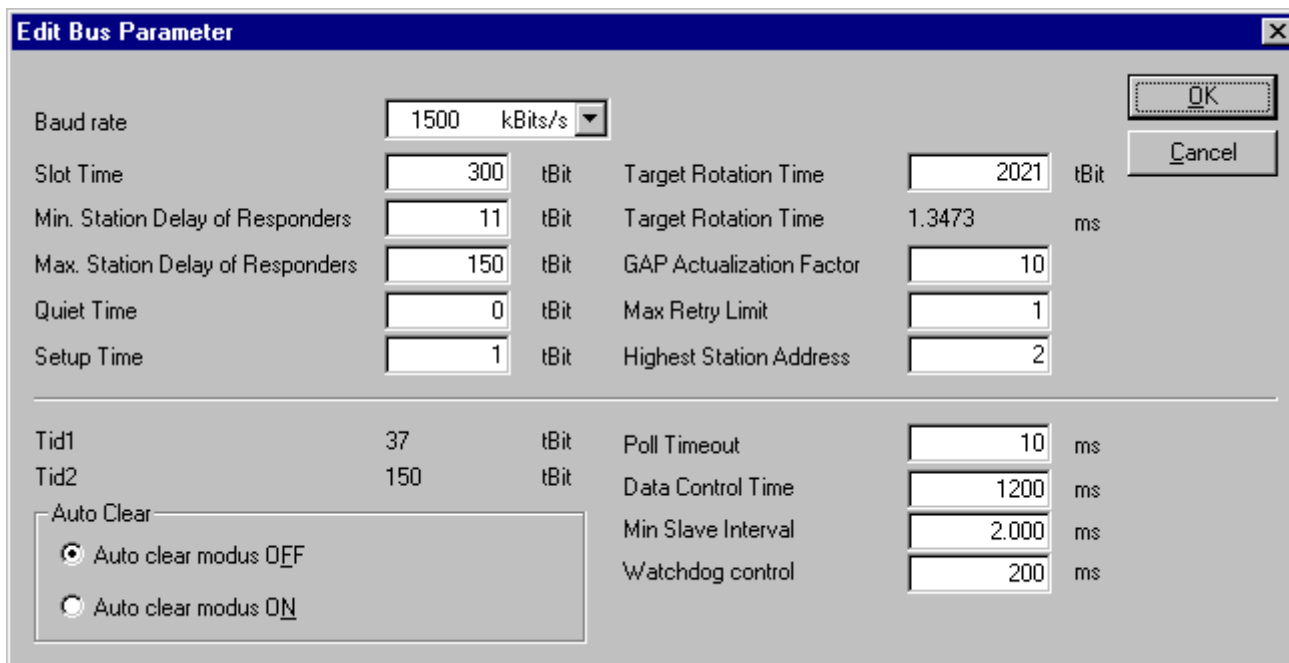 Edit Bus Parameter
OK
Baud rate 1500 kBits/s
Cancel
Slot Time 300 tBit Target Rotation Time 2021 tBit
Min. Station Delay of Responders 11 tBit Target Rotation Time 1.3473 ms
Max. Station Delay of Responders 150 tBit GAP Actualization Factor 10
Quiet Time 0 tBit Max Retry Limit 1
Setup Time 1 tBit Highest Station Address 2
Tid1 37 tBit Poll Timeout 10 ms
Tid2 150 tBit Data Control Time 1200 ms
Auto Clear Min Slave Interval 2.000 ms
Auto clear modus OFF Watchdog control 200 ms
Auto clear modus ON